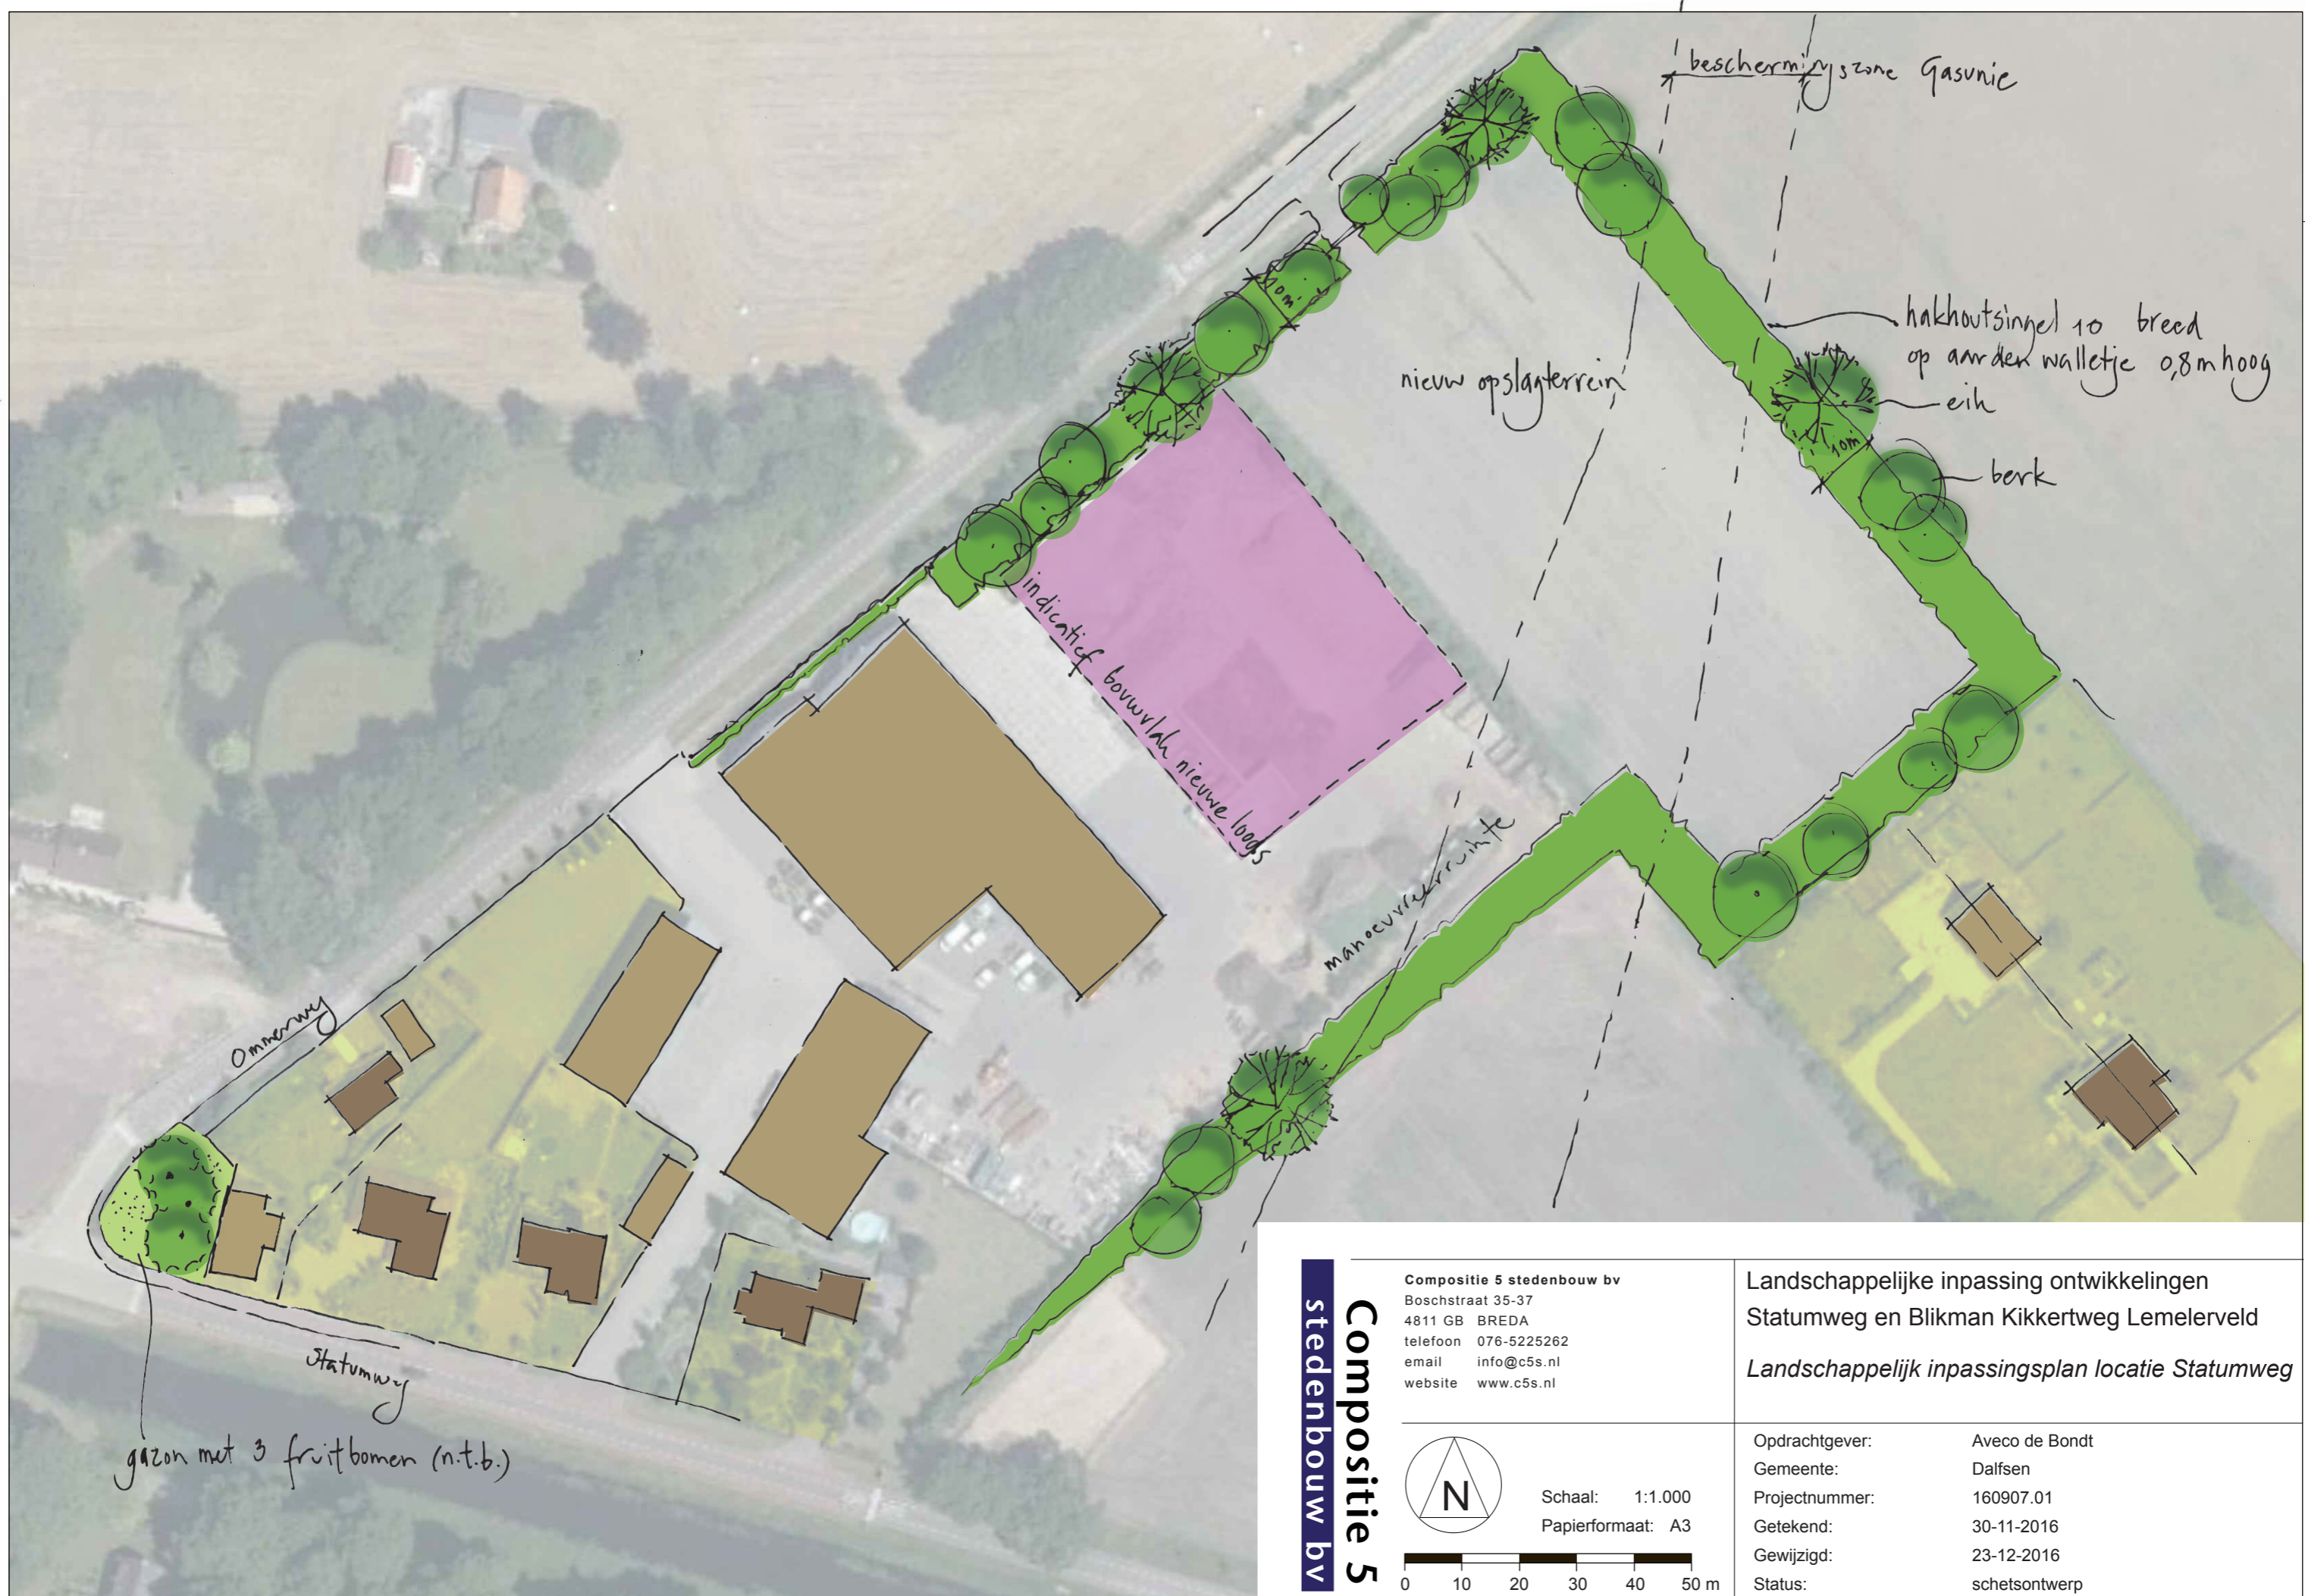 beschermingszone Gasunie
hakhoutsingel 10 breed
op aarden walletje 0,8m hoog
eik
10m'
berk
10m'
nieuw opslagterrein
indicatief bouwvlak nieuwe loods
manoeuvreerruimte
Ommerweg
Statumweg
gazon met 3 fruitbomen (n.t.b.)
Compositie 5
stedenbouw bv
Compositie 5 stedenbouw bv
Boschstraat 35-37
4811 GB BREDA
telefoon 076-5225262
email info@c5s.nl
website www.c5s.nl
N
Schaal: 1:1.000
Papierformaat: A3
0 10 20 30 40 50 m
Landschappelijke inpassing ontwikkelingen
Statumweg en Blikman Kikkertweg Lemelerveld
Landschappelijk inpassingsplan locatie Statumweg
Opdrachtgever: Aveco de Bondt
Gemeente: Dalfsen
Projectnummer: 160907.01
Getekend: 30-11-2016
Gewijzigd: 23-12-2016
Status: schetsontwerp